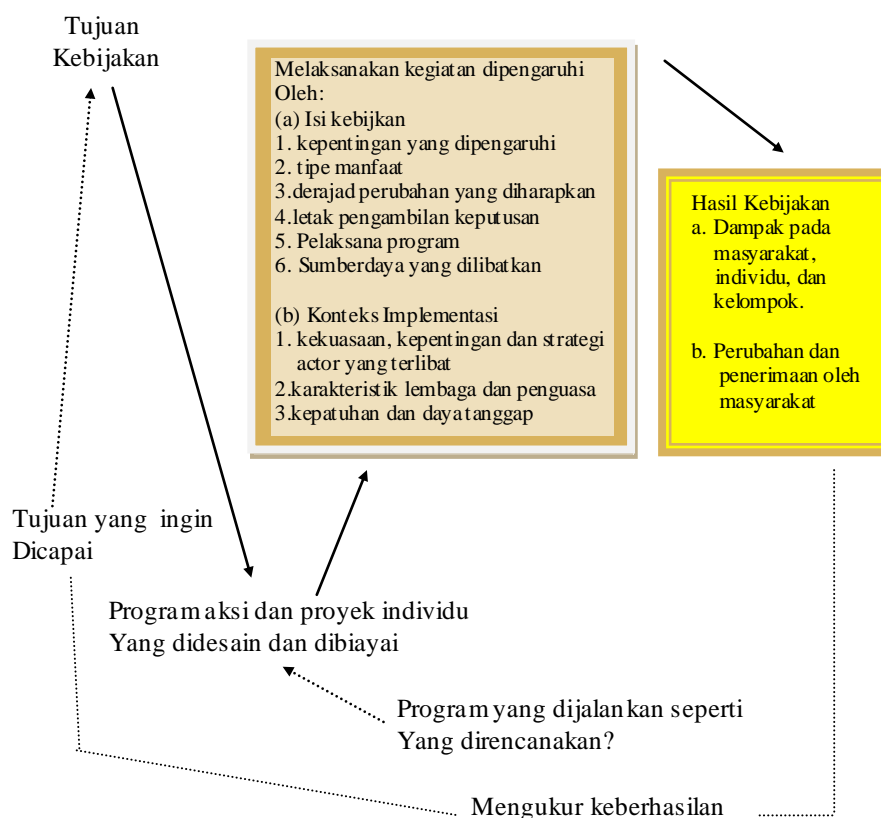 Tujuan
Kebijakan
Melaksanakan kegiatan dipengaruhi
Oleh:
(a) Isi kebijkan
1. kepentingan yang dipengaruhi
2. tipe manfaat
3.derajad perubahan yang diharapkan
4.letak pengambilan keputusan
5. Pelaksana program
6. Sumberdaya yang dilibatkan
(b) Konteks Implementasi
1. kekuasaan, kepentingan dan strategi
actor yang terlibat
2.karakteristik lembaga dan penguasa
3.kepatuhan dan daya tanggap
Hasil Kebijakan
a. Dampak pada
masyarakat,
individu, dan
kelompok.
b. Perubahan dan
penerimaan oleh
masyarakat
Tujuan yang ingin
Dicapai
Program aksi dan proyek individu
Yang didesain dan dibiayai
Program yang dijalankan seperti
Yang direncanakan?
Mengukur keberhasilan